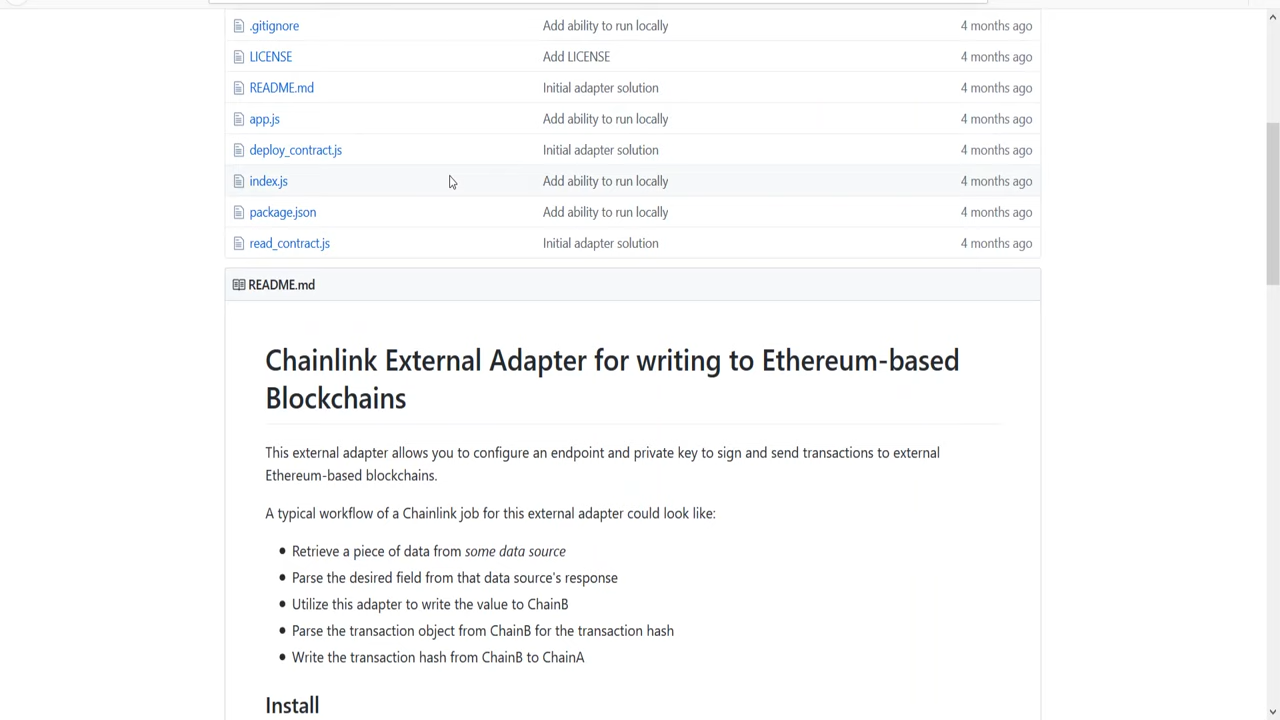 .gitignore Add ability to run locally 4 months ago
LICENSE Add LICENSE 4 months ago
README.md Initial adapter solution 4 months ago
app.js Add ability to run locally 4 months ago
deploy_contract.js Initial adapter solution 4 months ago
index.js Add ability to run locally 4 months ago
package.json Add ability to run locally 4 months ago
read_contract.js Initial adapter solution 4 months ago
README.md
Chainlink External Adapter for writing to Ethereum-based
Blockchains
This external adapter allows you to configure an endpoint and private key to sign and send transactions to external
Ethereum-based blockchains.
A typical workflow of a Chainlink job for this external adapter could look like:
• Retrieve a piece of data from some data source
• Parse the desired field from that data source's response
• Utilize this adapter to write the value to ChainB
• Parse the transaction object from ChainB for the transaction hash
• Write the transaction hash from ChainB to ChainA
Install